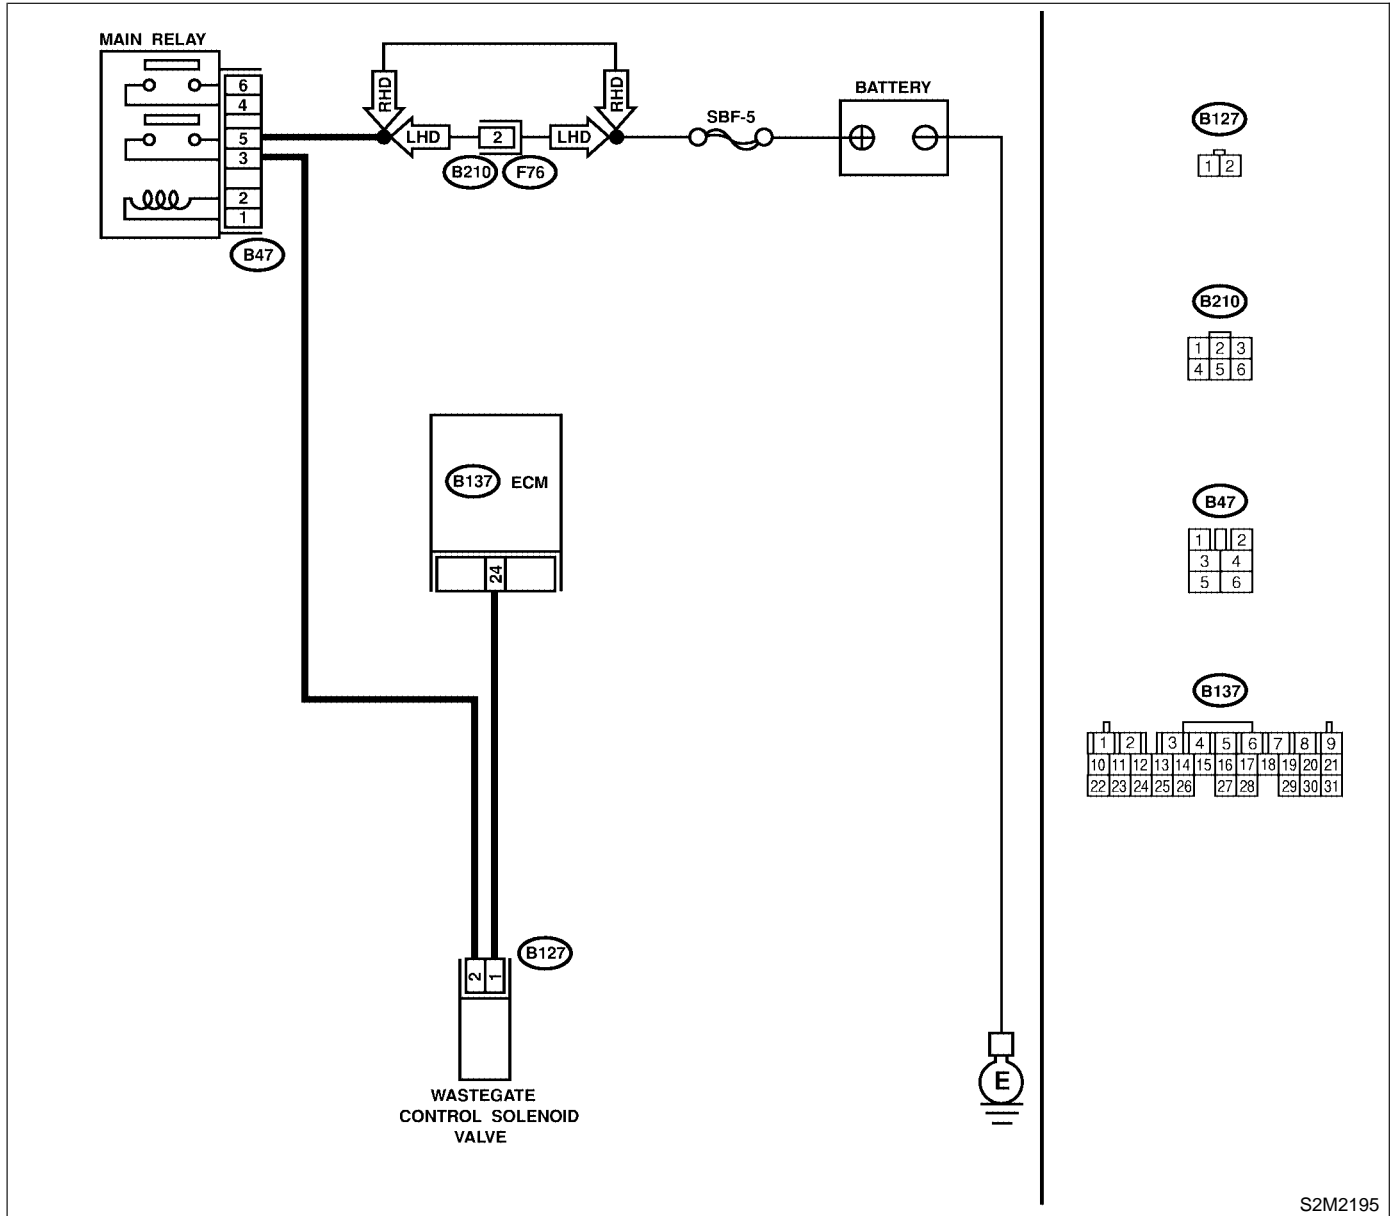 MAIN RELAY
6
4
5
3
2
1
B47
RHD
RHD
LHD
2
LHD
B210
F76
SBF-5
BATTERY
B137 ECM
24
2 1
B127
WASTEGATE
CONTROL SOLENOID
VALVE
E
B127
1 2
B210
1 2 3
4 5 6
B47
1 2
3 4
5 6
B137
1 2 3 4 5 6 7 8 9
10 11 12 13 14 15 16 17 18 19 20 21
22 23 24 25 26 27 28 29 30 31
S2M2195